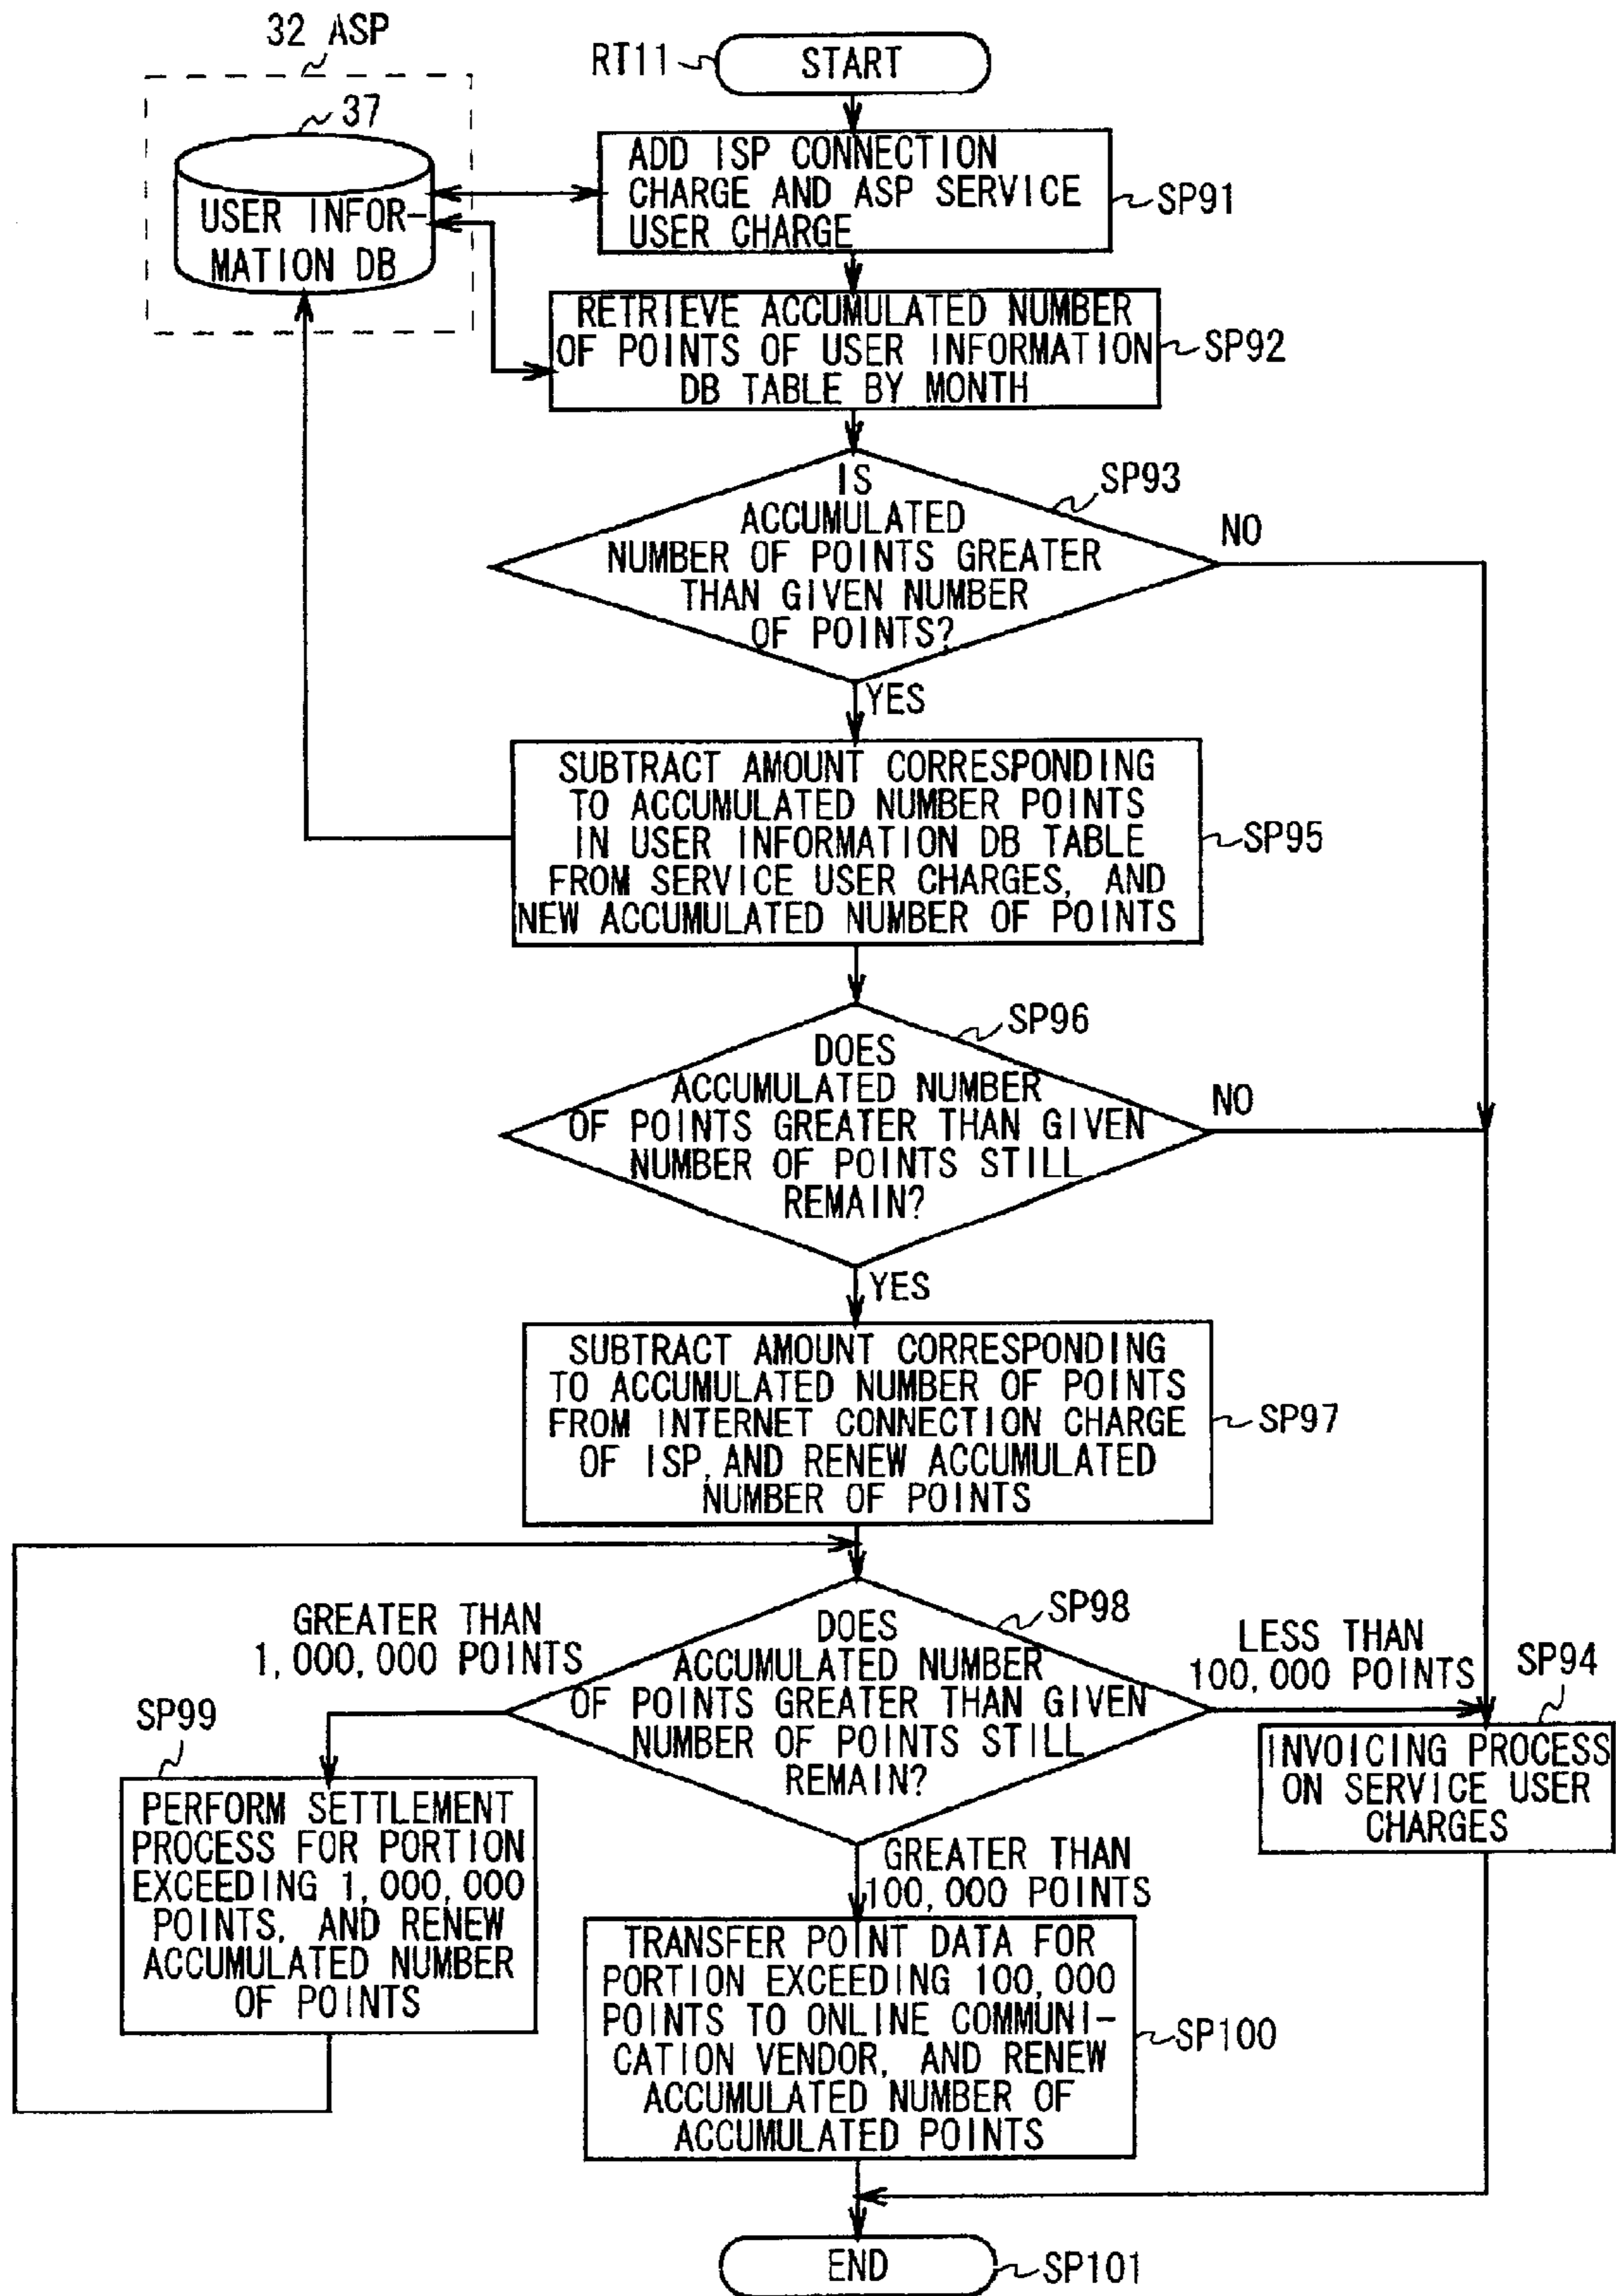 32 ASP
RT11
START
37
USER INFOR-
MATION DB
ADD ISP CONNECTION
CHARGE AND ASP SERVICE
USER CHARGE
SP91
RETRIEVE ACCUMULATED NUMBER
OF POINTS OF USER INFORMATION
DB TABLE BY MONTH
SP92
IS
ACCUMULATED
NUMBER OF POINTS GREATER
THAN GIVEN NUMBER
OF POINTS?
SP93
NO
YES
SUBTRACT AMOUNT CORRESPONDING
TO ACCUMULATED NUMBER POINTS
IN USER INFORMATION DB TABLE
FROM SERVICE USER CHARGES, AND
NEW ACCUMULATED NUMBER OF POINTS
SP95
DOES
ACCUMULATED NUMBER
OF POINTS GREATER THAN GIVEN
NUMBER OF POINTS STILL
REMAIN?
SP96
NO
YES
SUBTRACT AMOUNT CORRESPONDING
TO ACCUMULATED NUMBER OF POINTS
FROM INTERNET CONNECTION CHARGE
OF ISP, AND RENEW ACCUMULATED
NUMBER OF POINTS
SP97
GREATER THAN
1,000,000 POINTS
DOES
ACCUMULATED NUMBER
OF POINTS GREATER THAN GIVEN
NUMBER OF POINTS STILL
REMAIN?
SP98
LESS THAN
100,000 POINTS
SP94
INVOICING PROCESS
ON SERVICE USER
CHARGES
SP99
PERFORM SETTLEMENT
PROCESS FOR PORTION
EXCEEDING 1,000,000
POINTS, AND RENEW
ACCUMULATED NUMBER
OF POINTS
GREATER THAN
100,000 POINTS
TRANSFER POINT DATA FOR
PORTION EXCEEDING 100,000
POINTS TO ONLINE COMMUNI-
CATION VENDOR, AND RENEW
ACCUMULATED NUMBER OF
ACCUMULATED POINTS
SP100
END
SP101